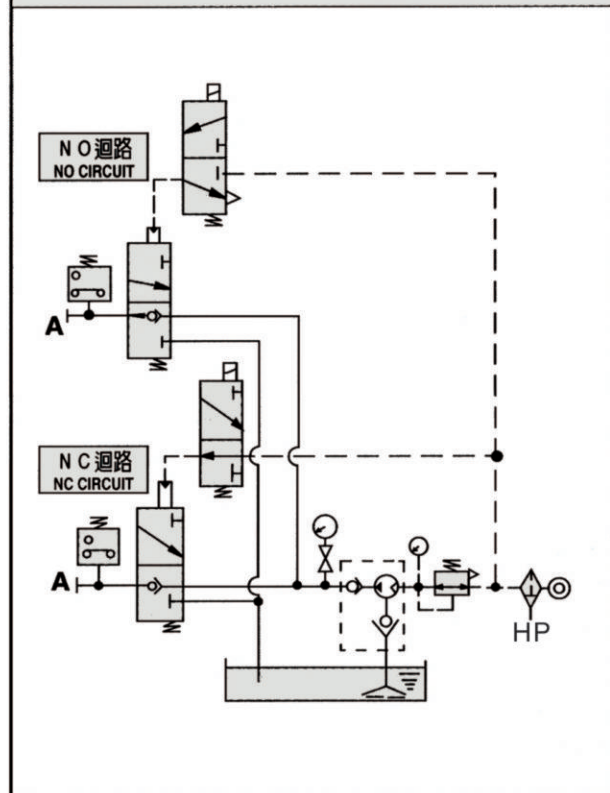 N O 迴路
NO CIRCUIT
A
N C 迴路
NC CIRCUIT
A
HP